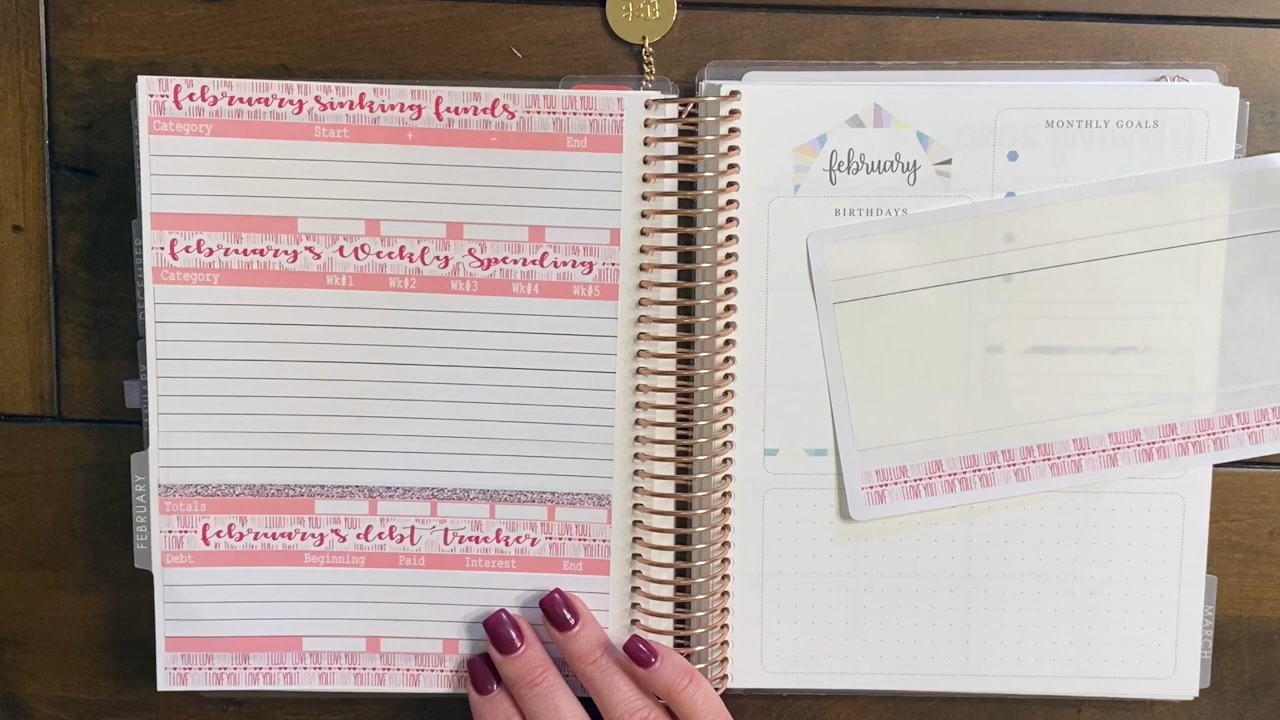 february sinking funds
Category Start + - End
february's Weekly Spending
Category Wk#1 Wk#2 Wk#3 Wk#4 Wk#5
Totals
february's debt tracker
Debt Beginning Paid Interest End
FEBRUARY
DECEMBER
february
MONTHLY GOALS
BIRTHDAYS
MARCH